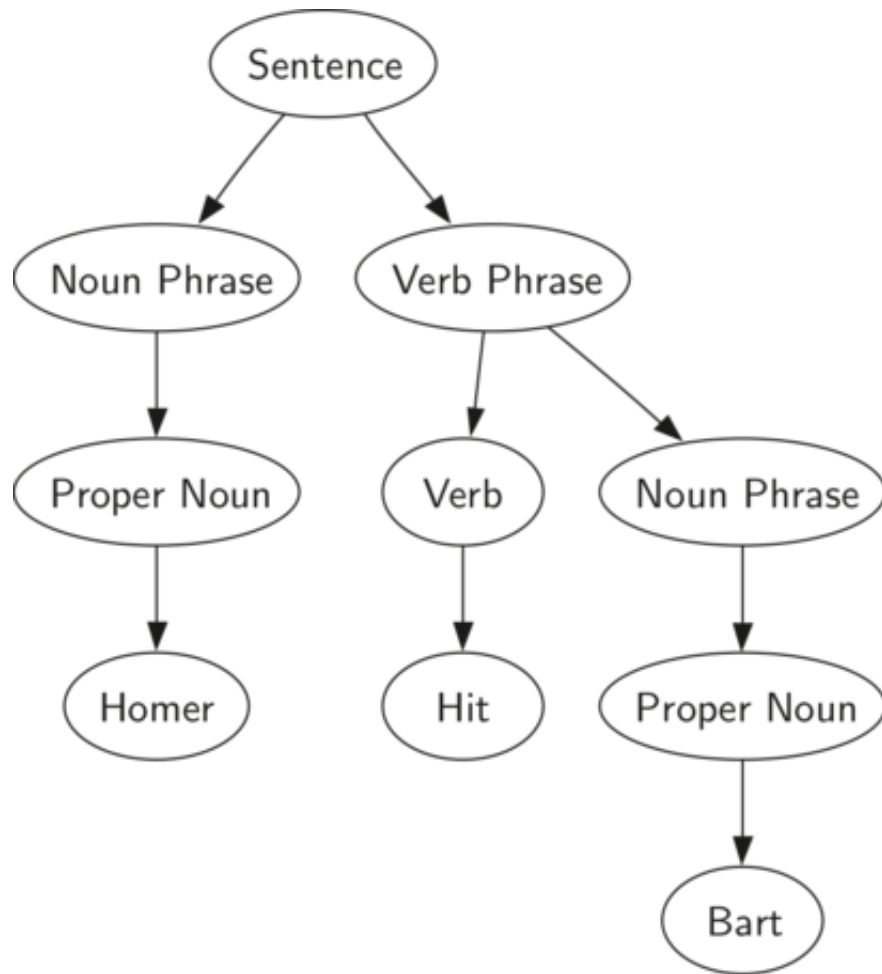 Sentence
Noun Phrase
Verb Phrase
Proper Noun
Verb
Noun Phrase
Homer
Hit
Proper Noun
Bart